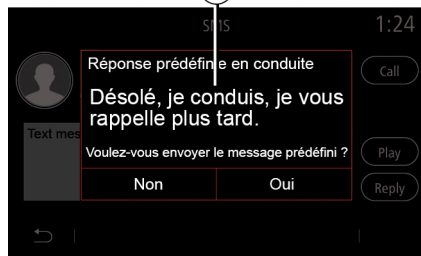 SMS
1:24
Réponse prédéfinie en conduite
Call
Désolé, je conduis, je vous
rappelle plus tard.
Text mes
Voulez-vous envoyer le message prédéfini ?
Play
Non
Oui
Reply